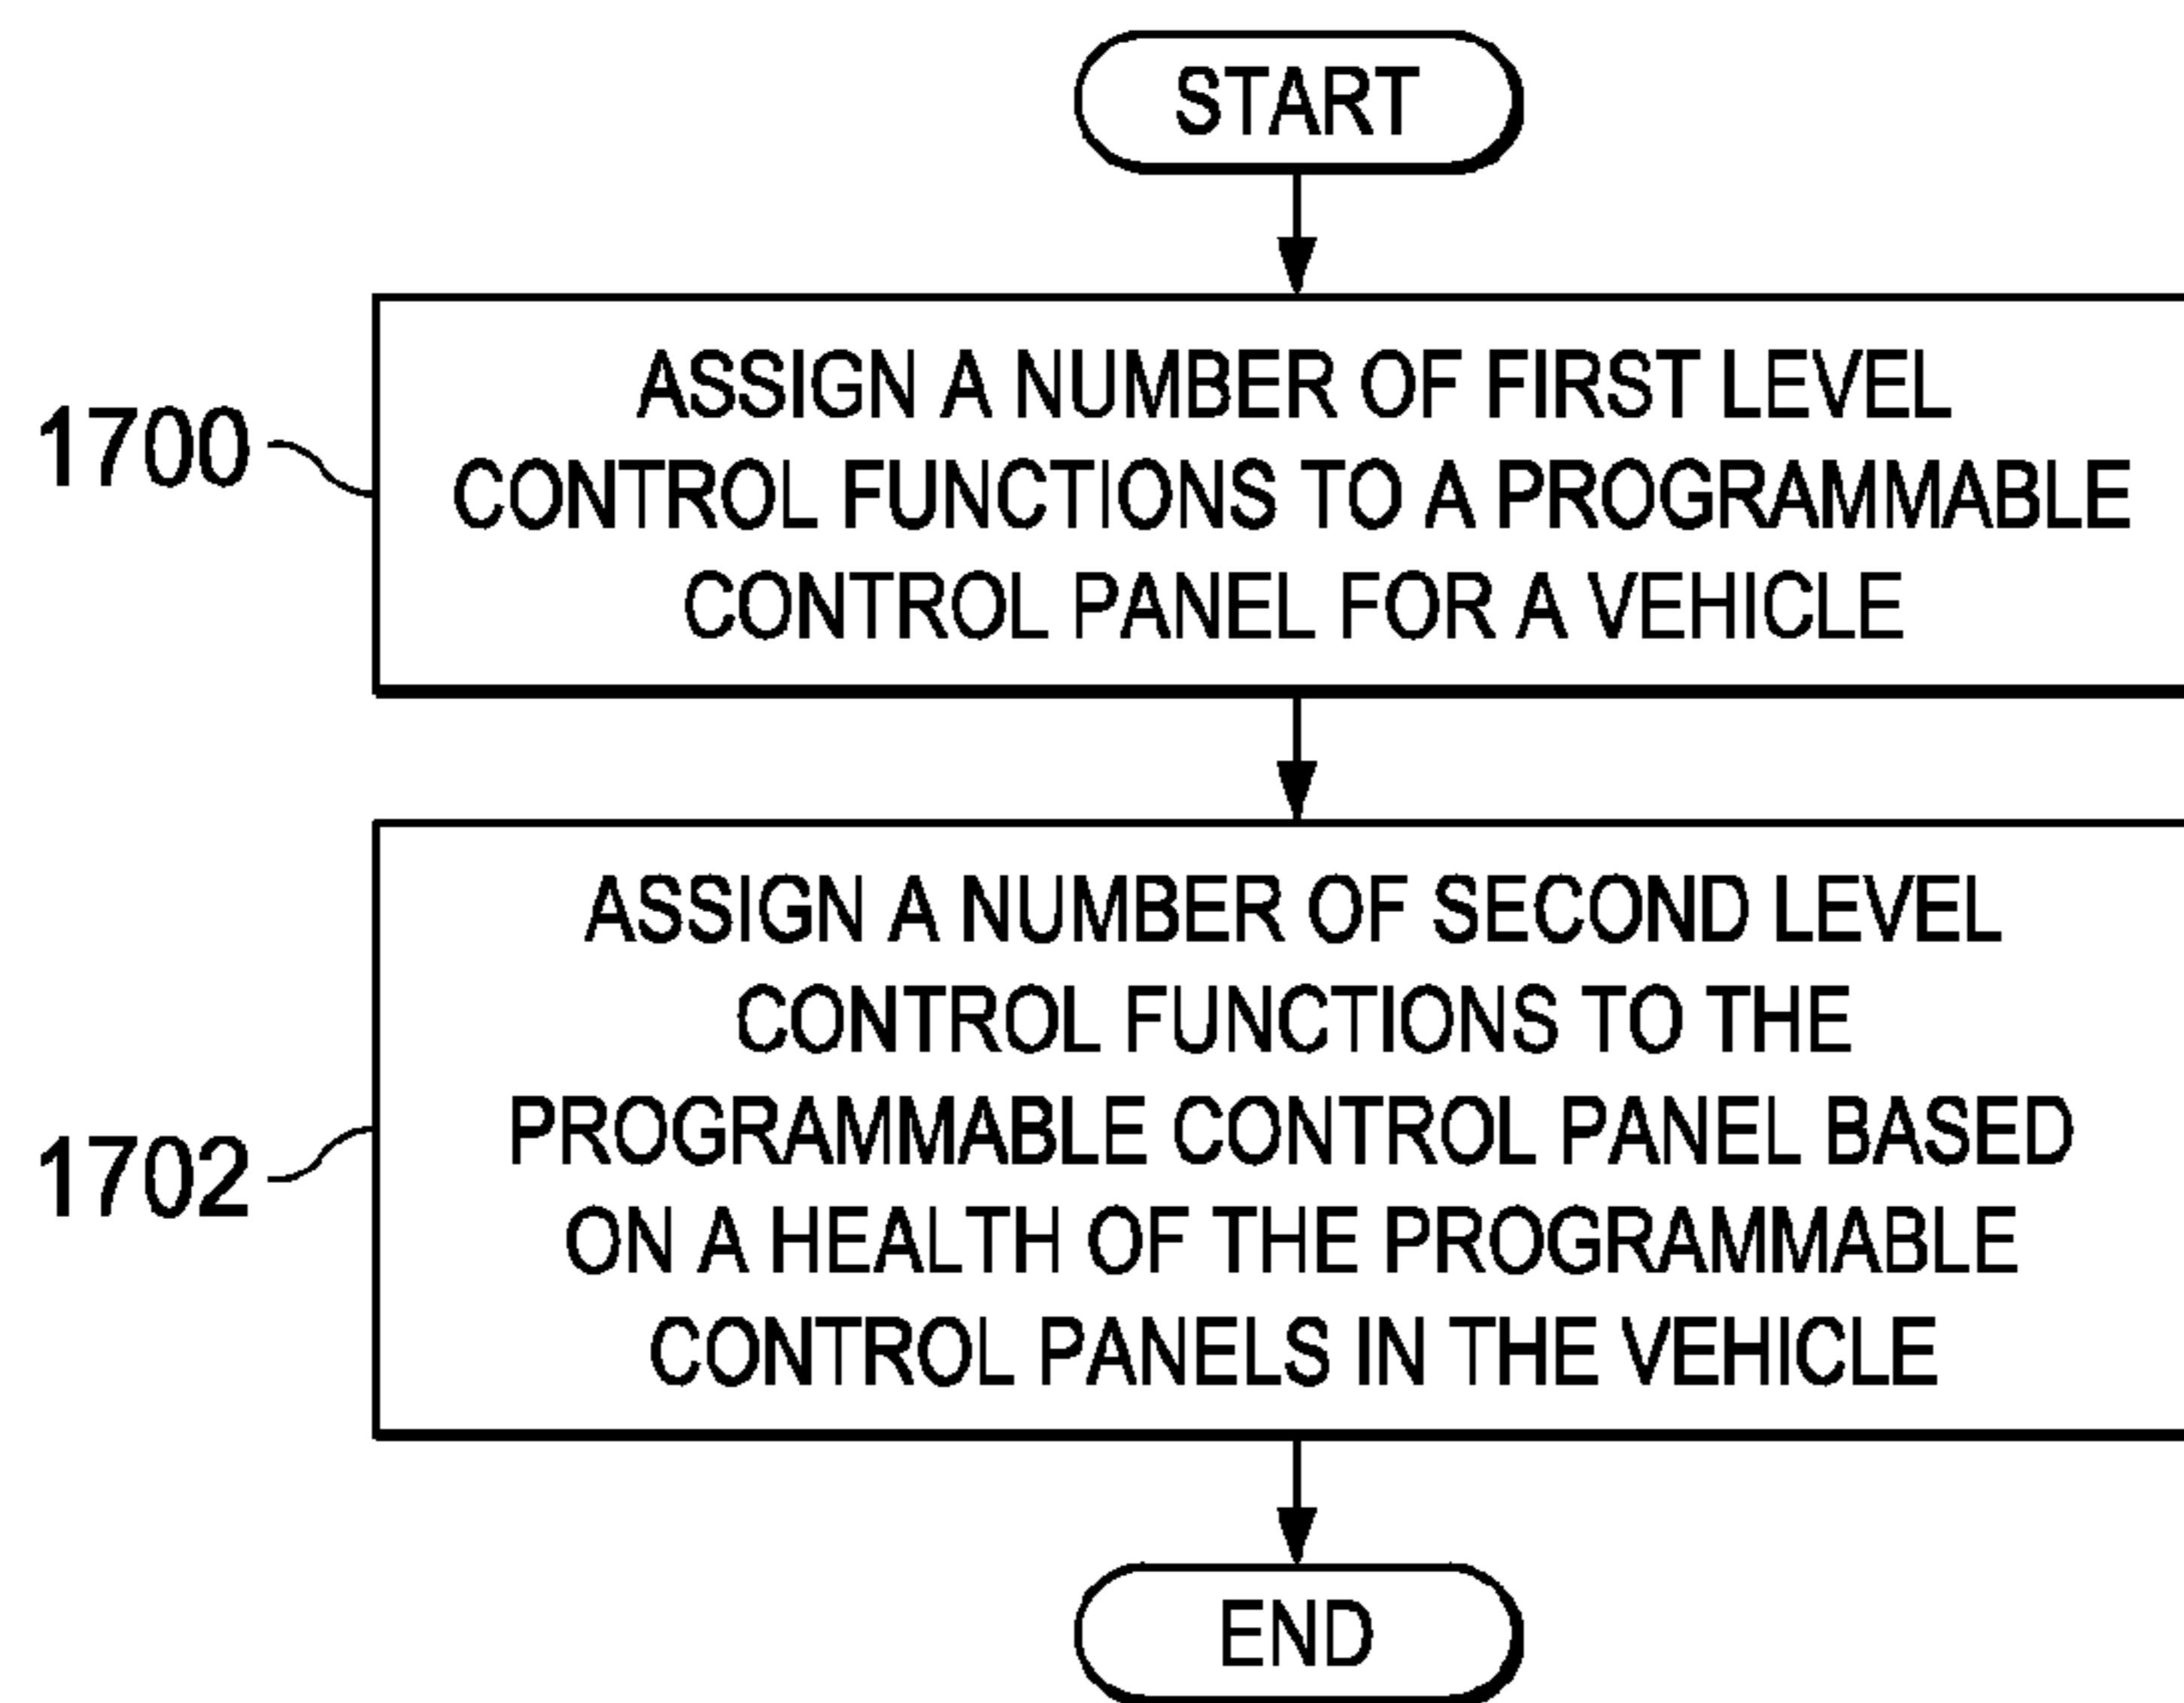 START
1700
ASSIGN A NUMBER OF FIRST LEVEL
CONTROL FUNCTIONS TO A PROGRAMMABLE
CONTROL PANEL FOR A VEHICLE
1702
ASSIGN A NUMBER OF SECOND LEVEL
CONTROL FUNCTIONS TO THE
PROGRAMMABLE CONTROL PANEL BASED
ON A HEALTH OF THE PROGRAMMABLE
CONTROL PANELS IN THE VEHICLE
END